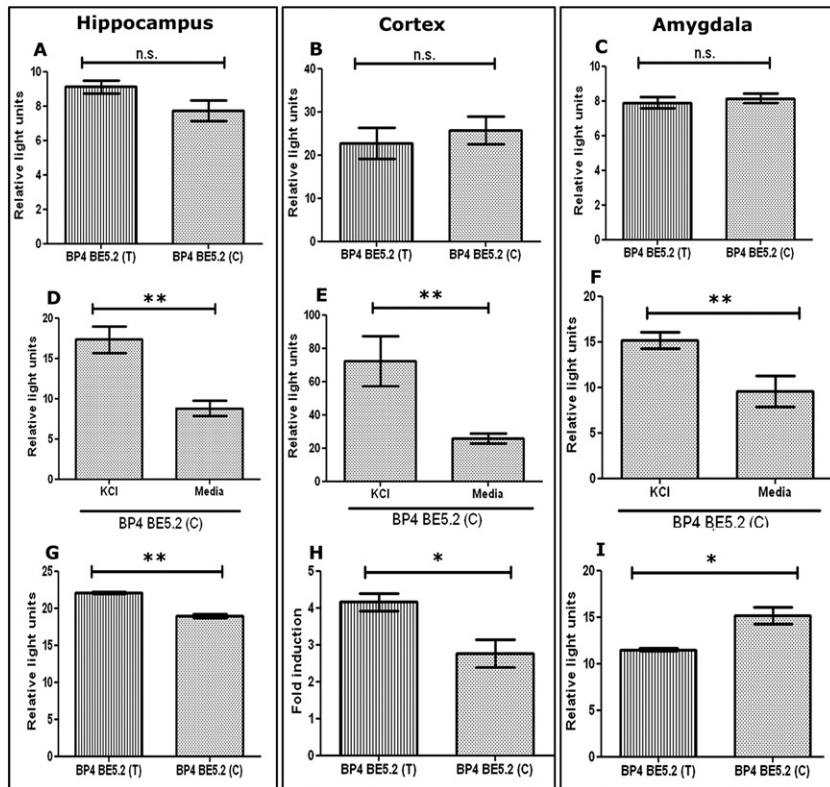 Hippocampus
Cortex
Amygdala
A
n.s.
Relative light units
10
8
6
4
2
0
BP4 BE5.2 (T)
BP4 BE5.2 (C)
B
n.s.
Relative light units
40
30
20
10
0
BP4 BE5.2 (T)
BP4 BE5.2 (C)
C
n.s.
Relative light units
10
8
6
4
2
0
BP4 BE5.2 (T)
BP4 BE5.2 (C)
D
**
Relative light units
20
15
10
5
0
KCl
Media
BP4 BE5.2 (C)
E
**
Relative light units
100
80
60
40
20
0
KCl
Media
BP4 BE5.2 (C)
F
**
Relative light units
20
15
10
5
0
KCl
Media
BP4 BE5.2 (C)
G
**
Relative light units
25
20
15
10
5
0
BP4 BE5.2 (T)
BP4 BE5.2 (C)
H
*
Fold induction
5
4
3
2
1
0
BP4 BE5.2 (T)
BP4 BE5.2 (C)
I
*
Relative light units
20
15
10
5
0
BP4 BE5.2 (T)
BP4 BE5.2 (C)